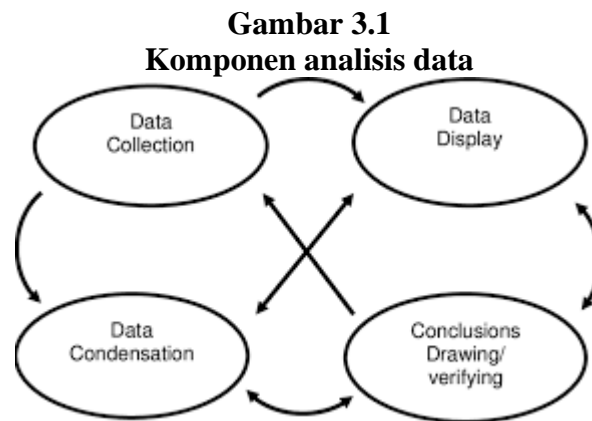 Gambar 3.1
Komponen analisis data
Data
Collection
Data
Display
Data
Condensation
Conclusions
Drawing/
verifying